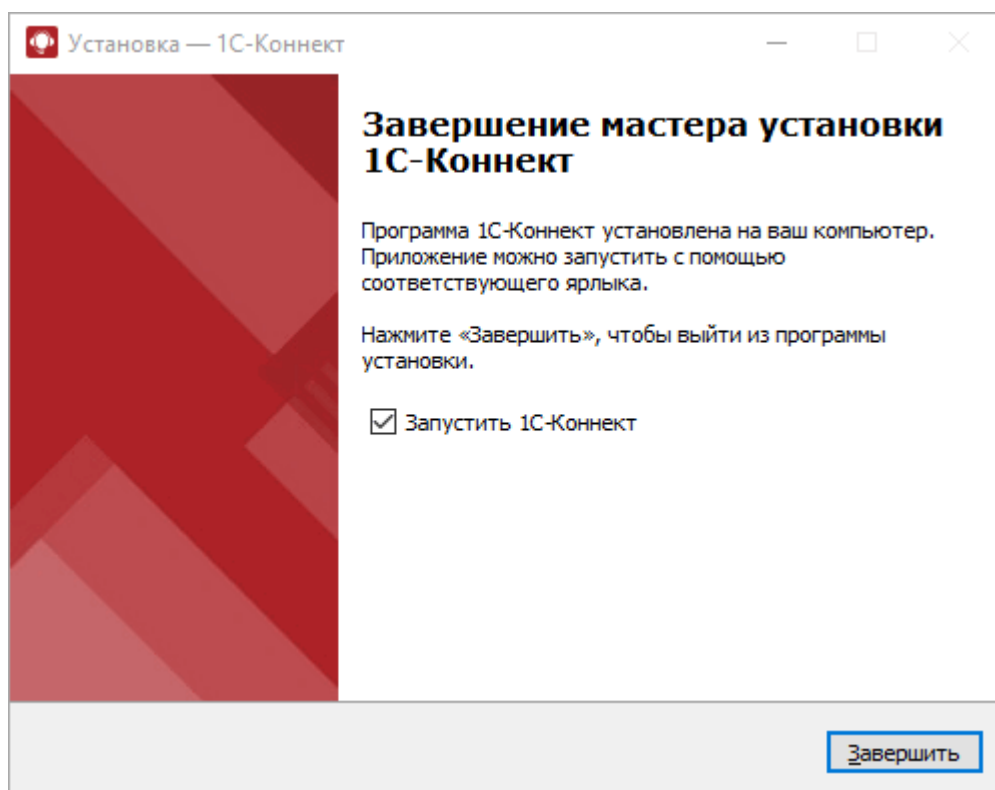 Установка — 1С-Коннект
Завершение мастера установки
1С-Коннект
Программа 1С-Коннект установлена на ваш компьютер.
Приложение можно запустить с помощью
соответствующего ярлыка.
Нажмите «Завершить», чтобы выйти из программы
установки.
Запустить 1С-Коннект
Завершить